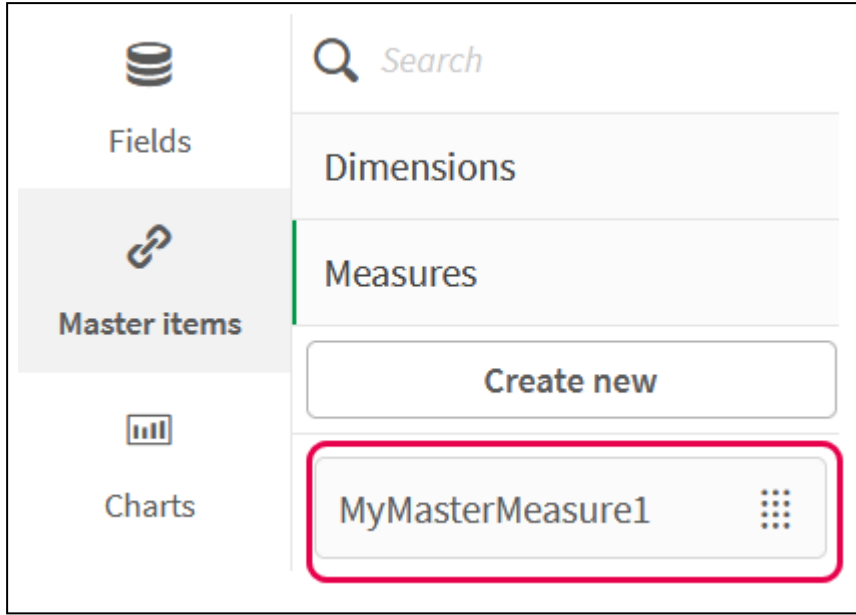 Fields
Master items
Charts
Search
Dimensions
Measures
Create new
MyMasterMeasure1